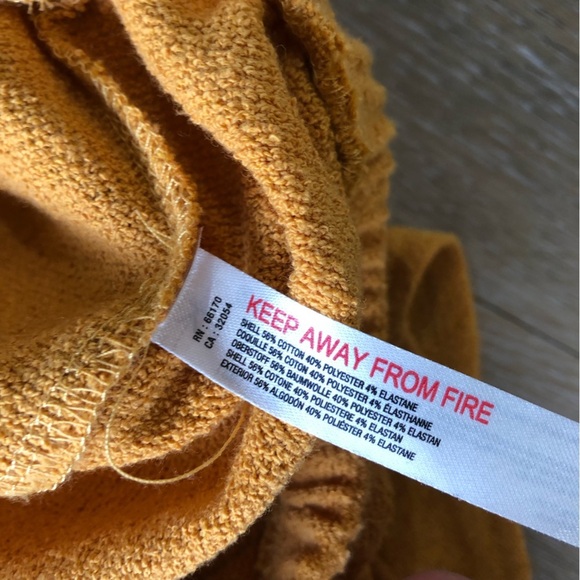 RN : 66170
CA : 32054
KEEP AWAY FROM FIRE
SHELL 56% COTTON 40% POLYESTER 4% ELASTANE
COQUILLE 56% COTON 40% POLYESTER 4% ÉLASTHANNE
OBERSTOFF 56% BAUMWOLLE 40% POLYESTER 4% ELASTAN
SHELL 56% COTONE 40% POLIESTERE 4% ELASTAN
EXTERIOR 56% ALGODÓN 40% POLIÉSTER 4% ELASTANE